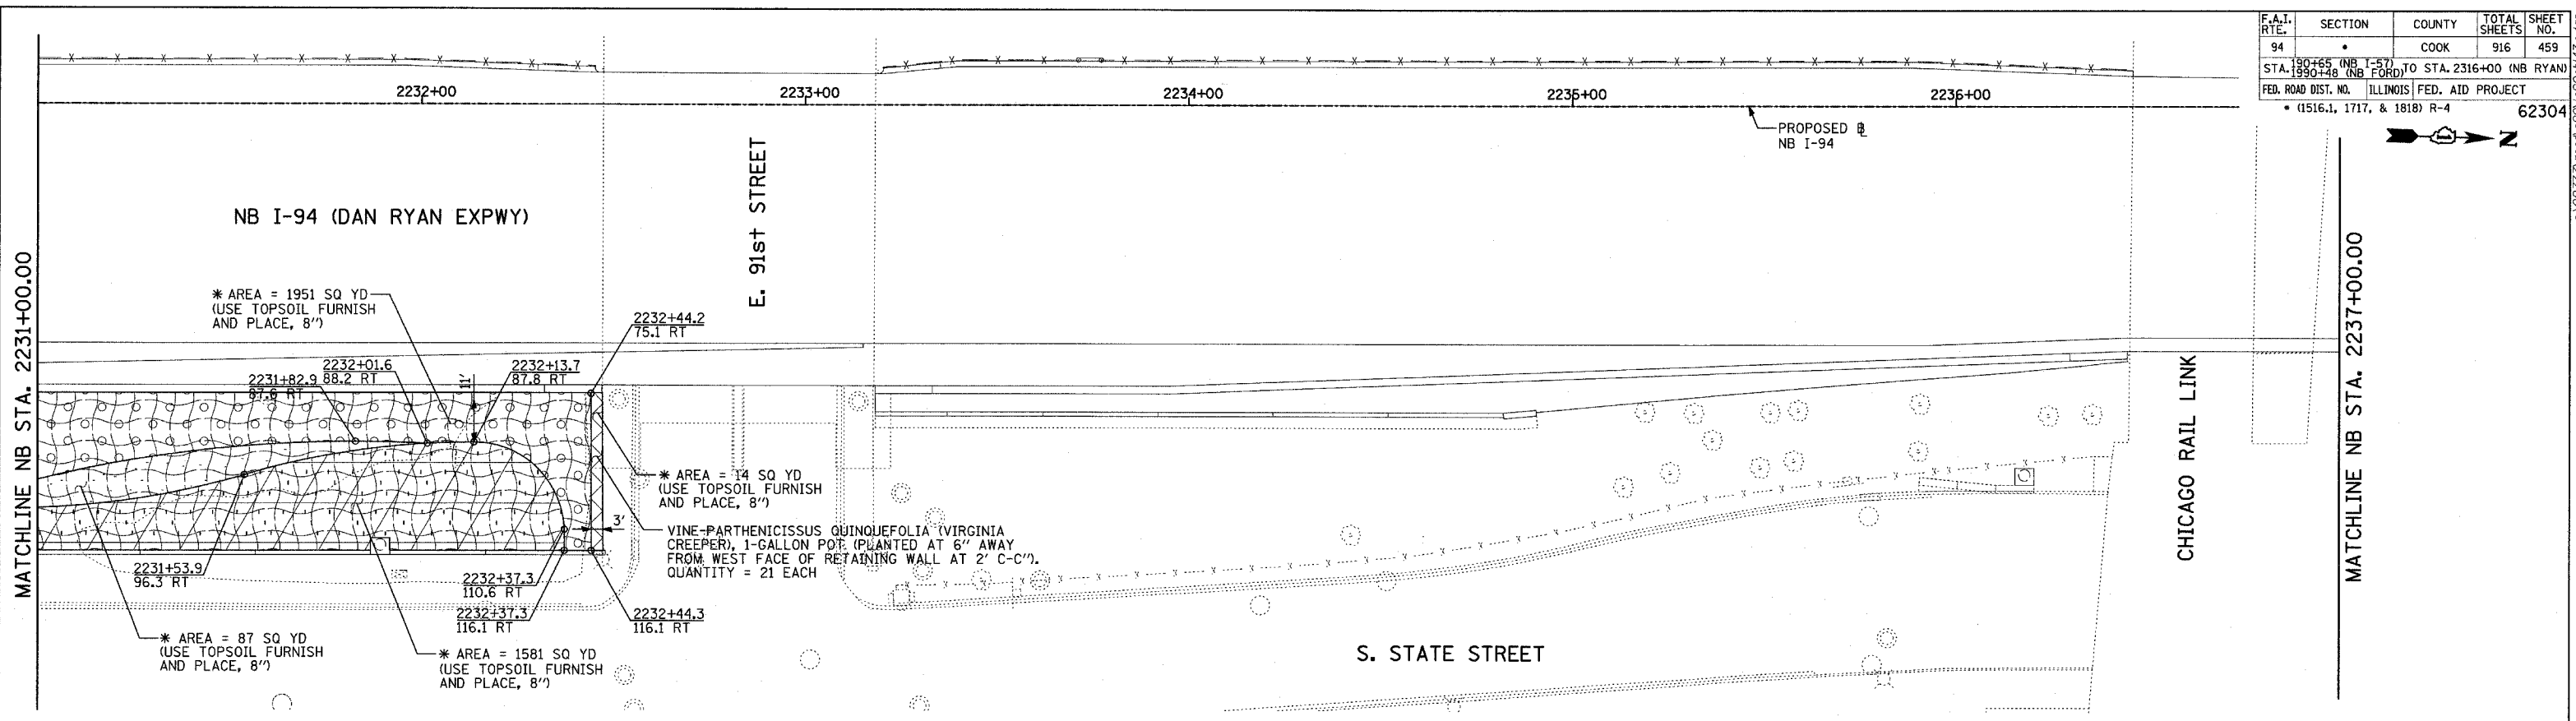 F.A.I. RTE. SECTION COUNTY TOTAL SHEETS SHEET NO.
94 • COOK 916 459
STA. 190+65 (NB I-57) 1990+48 (NB FORD) TO STA. 2316+00 (NB RYAN)
FED. ROAD DIST. NO. ILLINOIS FED. AID PROJECT
• (1516.1, 1717, & 1818) R-4
62304
N
2232+00
2233+00
2234+00
2235+00
2236+00
PROPOSED ℄
NB I-94
NB I-94 (DAN RYAN EXPWY)
E. 91st STREET
MATCHLINE NB STA. 2231+00.00
MATCHLINE NB STA. 2237+00.00
CHICAGO RAIL LINK
S. STATE STREET
* AREA = 1951 SQ YD
(USE TOPSOIL FURNISH
AND PLACE, 8")
2232+44.2
75.1 RT
2232+01.6
88.2 RT
2232+13.7
87.8 RT
2231+82.9
87.6 RT
11'
* AREA = 14 SQ YD
(USE TOPSOIL FURNISH
AND PLACE, 8")
3'
VINE-PARTHENICISSUS QUINQUEFOLIA (VIRGINIA
CREEPER), 1-GALLON POT (PLANTED AT 6" AWAY
FROM WEST FACE OF RETAINING WALL AT 2' C-C").
QUANTITY = 21 EACH
2231+53.9
96.3 RT
2232+37.3
110.6 RT
2232+37.3
116.1 RT
2232+44.3
116.1 RT
* AREA = 87 SQ YD
(USE TOPSOIL FURNISH
AND PLACE, 8")
* AREA = 1581 SQ YD
(USE TOPSOIL FURNISH
AND PLACE, 8")